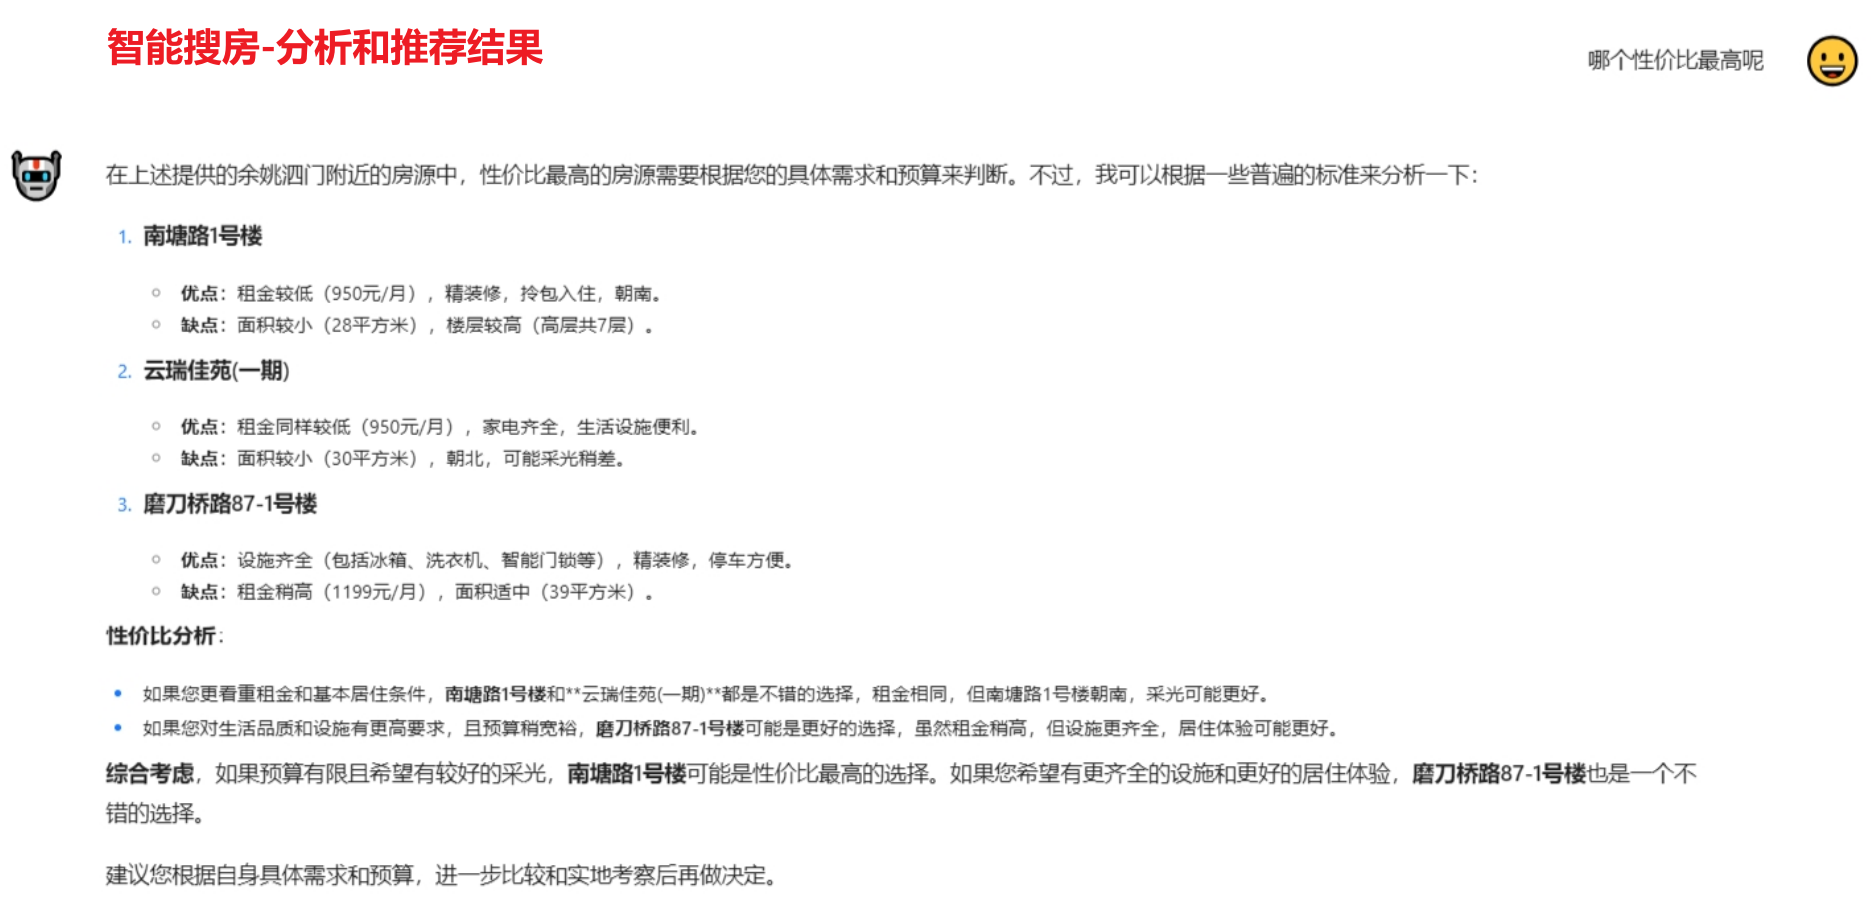 智能搜房-分析和推荐结果
哪个性价比最高呢
在上述提供的余姚泗门附近的房源中，性价比最高的房源需要根据您的具体需求和预算来判断。不过，我可以根据一些普遍的标准来分析一下：
1. 南塘路1号楼
优点：租金较低（950元/月），精装修，拎包入住，朝南。
缺点：面积较小（28平方米），楼层较高（高层共7层）。
2. 云瑞佳苑(一期)
优点：租金同样较低（950元/月），家电齐全，生活设施便利。
缺点：面积较小（30平方米），朝北，可能采光稍差。
3. 磨刀桥路87-1号楼
优点：设施齐全（包括冰箱、洗衣机、智能门锁等），精装修，停车方便。
缺点：租金稍高（1199元/月），面积适中（39平方米）。
性价比分析：
如果您更看重租金和基本居住条件，南塘路1号楼和**云瑞佳苑(一期)**都是不错的选择，租金相同，但南塘路1号楼朝南，采光可能更好。
如果您对生活品质和设施有更高要求，且预算稍宽裕，磨刀桥路87-1号楼可能是更好的选择，虽然租金稍高，但设施更齐全，居住体验可能更好。
综合考虑，如果预算有限且希望有较好的采光，南塘路1号楼可能是性价比最高的选择。如果您希望有更齐全的设施和更好的居住体验，磨刀桥路87-1号楼也是一个不
错的选择。
建议您根据自身具体需求和预算，进一步比较和实地考察后再做决定。